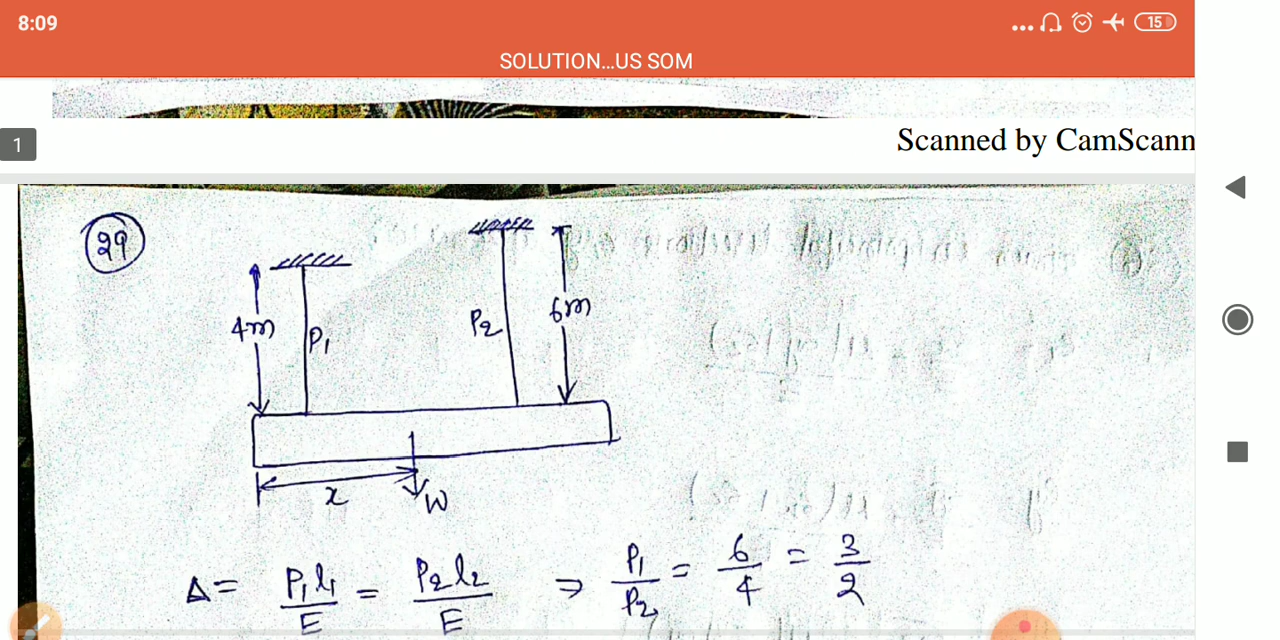 8:09
15
SOLUTION...US SOM
1
Scanned by CamScann
29
4m
P₁
P₂
6m
x
W
Δ = P₁l₁/E = P₂l₂/E ⇒ P₁/P₂ = 6/4 = 3/2